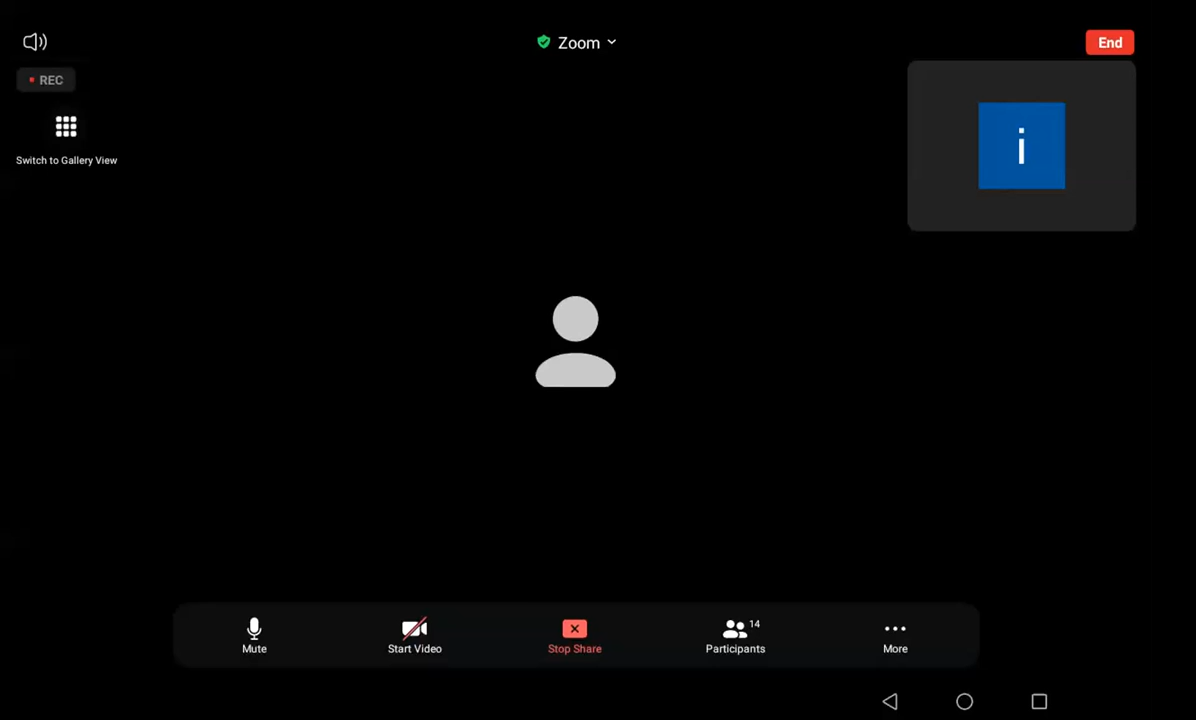 Zoom
End
REC
Switch to Gallery View
i
14
Mute
Start Video
Stop Share
Participants
More